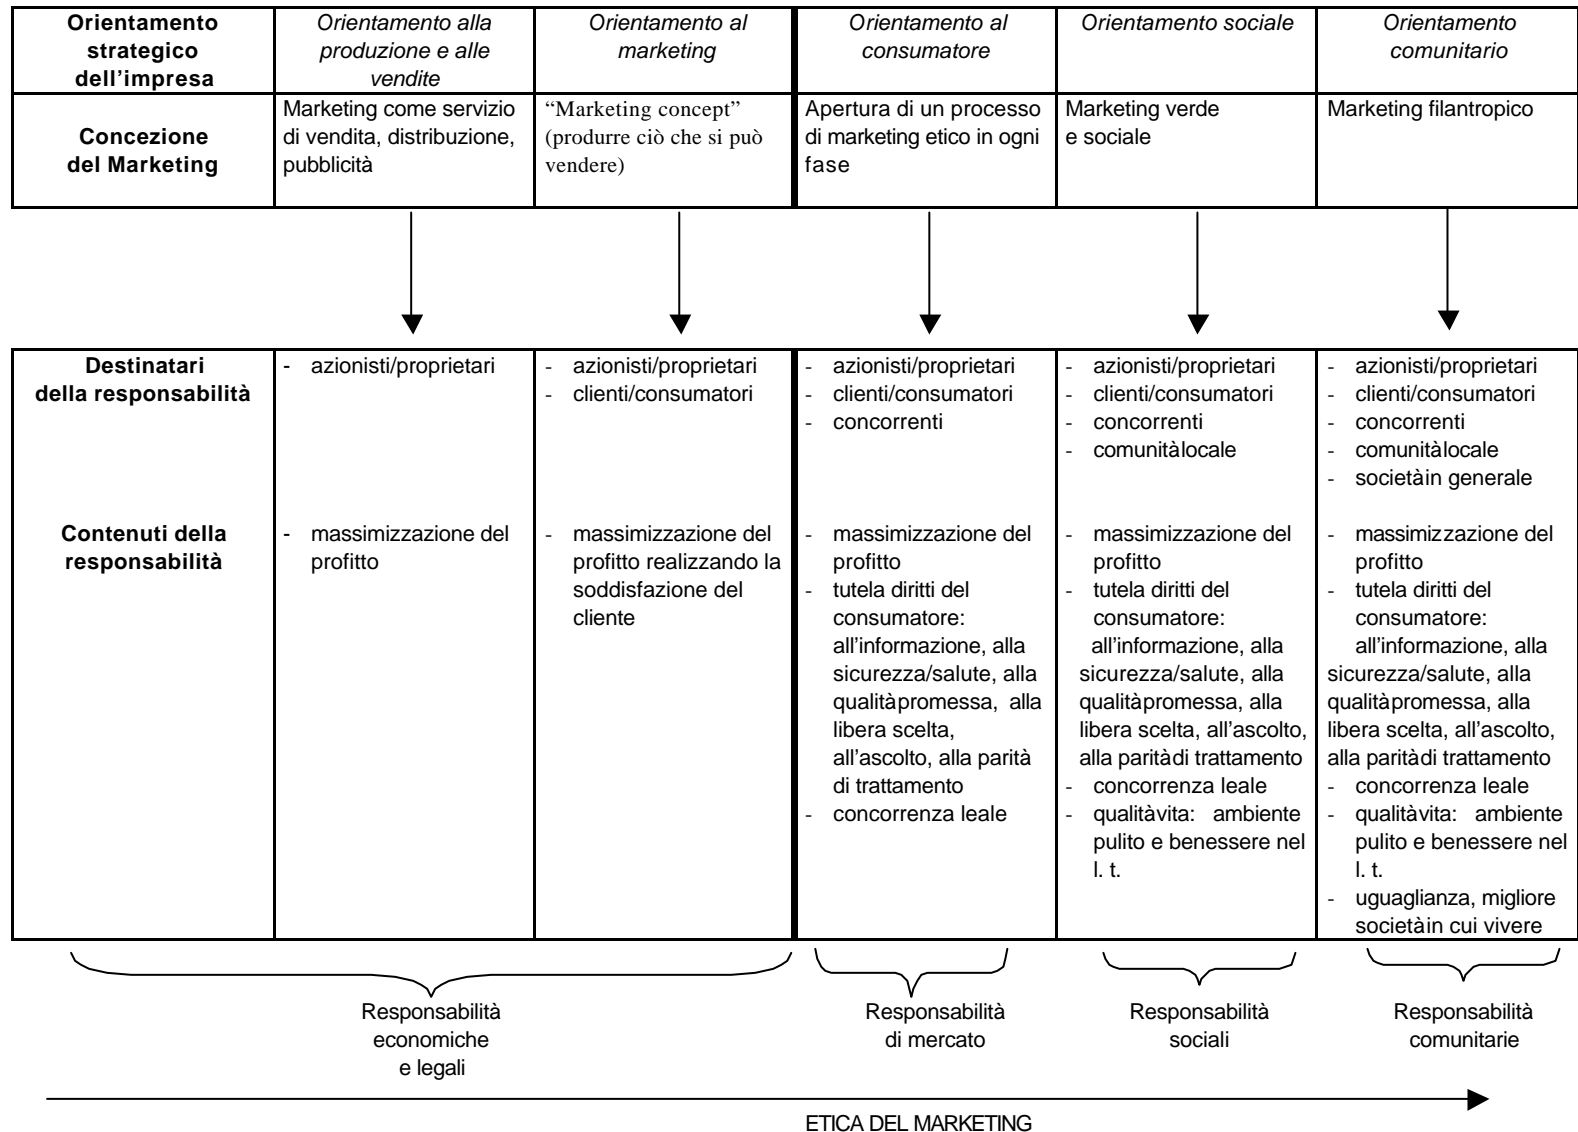 Orientamento
strategico
dell’impresa
Orientamento alla
produzione e alle
vendite
Orientamento al
marketing
Orientamento al
consumatore
Orientamento sociale
Orientamento
comunitario
Concezione
del Marketing
Marketing come servizio
di vendita, distribuzione,
pubblicità
“Marketing concept”
(produrre ciò che si può
vendere)
Apertura di un processo
di marketing etico in ogni
fase
Marketing verde
e sociale
Marketing filantropico
Destinatari
della responsabilità
- azionisti/proprietari
- azionisti/proprietari
- clienti/consumatori
- azionisti/proprietari
- clienti/consumatori
- concorrenti
- azionisti/proprietari
- clienti/consumatori
- concorrenti
- comunitàlocale
- azionisti/proprietari
- clienti/consumatori
- concorrenti
- comunitàlocale
- societàin generale
Contenuti della
responsabilità
- massimizzazione del
profitto
- massimizzazione del
profitto realizzando la
soddisfazione del
cliente
- massimizzazione del
profitto
- tutela diritti del
consumatore:
all’informazione, alla
sicurezza/salute, alla
qualitàpromessa, alla
libera scelta,
all’ascolto, alla parità
di trattamento
- concorrenza leale
- massimizzazione del
profitto
- tutela diritti del
consumatore:
all’informazione, alla
sicurezza/salute, alla
qualitàpromessa, alla
libera scelta, all’ascolto,
alla paritàdi trattamento
- concorrenza leale
- qualitàvita: ambiente
pulito e benessere nel
l. t.
- massimizzazione del
profitto
- tutela diritti del
consumatore:
all’informazione, alla
sicurezza/salute, alla
qualitàpromessa, alla
libera scelta, all’ascolto,
alla paritàdi trattamento
- concorrenza leale
- qualitàvita: ambiente
pulito e benessere nel
l. t.
- uguaglianza, migliore
societàin cui vivere
Responsabilità
economiche
e legali
Responsabilità
di mercato
Responsabilità
sociali
Responsabilità
comunitarie
ETICA DEL MARKETING